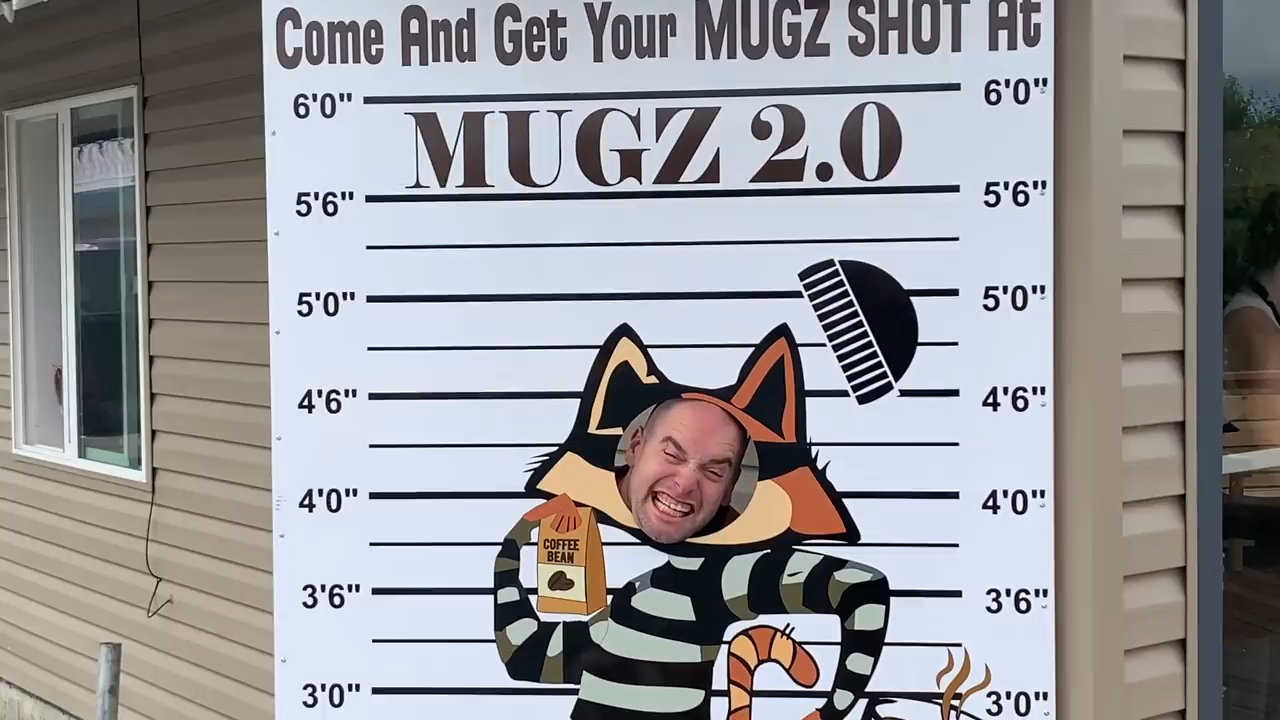 Come And Get Your MUGZ SHOT At
6'0" 6'0"
MUGZ 2.0
5'6" 5'6"
5'0" 5'0"
4'6" 4'6"
4'0" 4'0"
COFFEE
BEAN
3'6" 3'6"
3'0" 3'0"